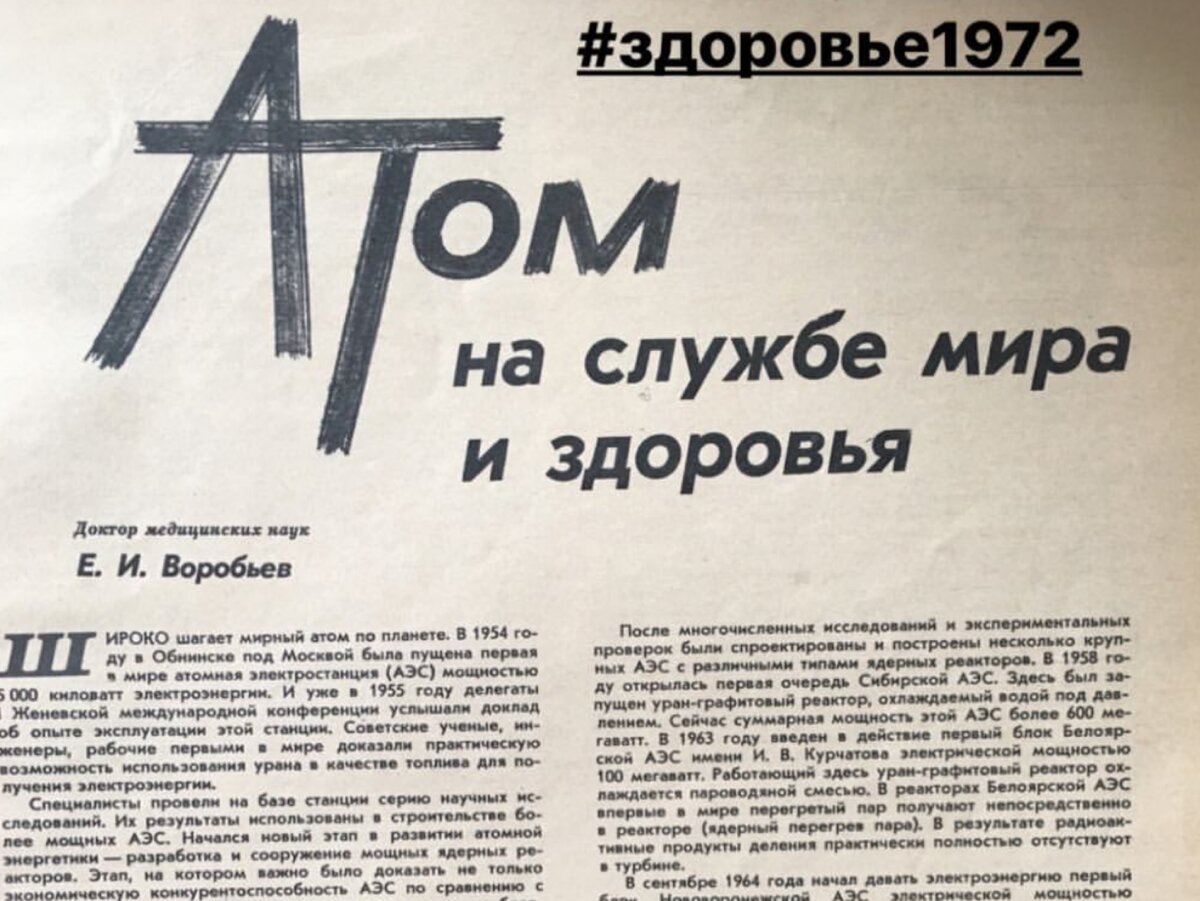 #здоровье1972
Атом
на службе мира
и здоровья
Доктор медицинских наук
Е. И. Воробьев
ШИРОКО шагает мирный атом по планете. В 1954 го-
ду в Обнинске под Москвой была пущена первая
в мире атомная электростанция (АЭС) мощностью
5 000 киловатт электроэнергии. И уже в 1955 году делегаты
I Женевской международной конференции услышали доклад
об опыте эксплуатации этой станции. Советские ученые, ин-
женеры, рабочие первыми в мире доказали практическую
возможность использования урана в качестве топлива для по-
лучения электроэнергии.
Специалисты провели на базе станции серию научных ис-
следований. Их результаты использованы в строительстве бо-
лее мощных АЭС. Начался новый этап в развитии атомной
энергетики — разработка и сооружение мощных ядерных ре-
акторов. Этап, на котором важно было доказать не только
экономическую конкурентоспособность АЭС по сравнению с
После многочисленных исследований и экспериментальных
проверок были спроектированы и построены несколько круп-
ных АЭС с различными типами ядерных реакторов. В 1958 го-
ду открылась первая очередь Сибирской АЭС. Здесь был за-
пущен уран-графитовый реактор, охлаждаемый водой под дав-
лением. Сейчас суммарная мощность этой АЭС более 600 ме-
гаватт. В 1963 году введен в действие первый блок Белояр-
ской АЭС имени И. В. Курчатова электрической мощностью
100 мегаватт. Работающий здесь уран-графитовый реактор ох-
лаждается пароводяной смесью. В реакторах Белоярской АЭС
впервые в мире перегретый пар получают непосредственно
в реакторе (ядерный перегрев пара). В результате радиоак-
тивные продукты деления практически полностью отсутствуют
в турбине.
В сентябре 1964 года начал давать электроэнергию первый
блок Нововоронежской АЭС электрической мощностью